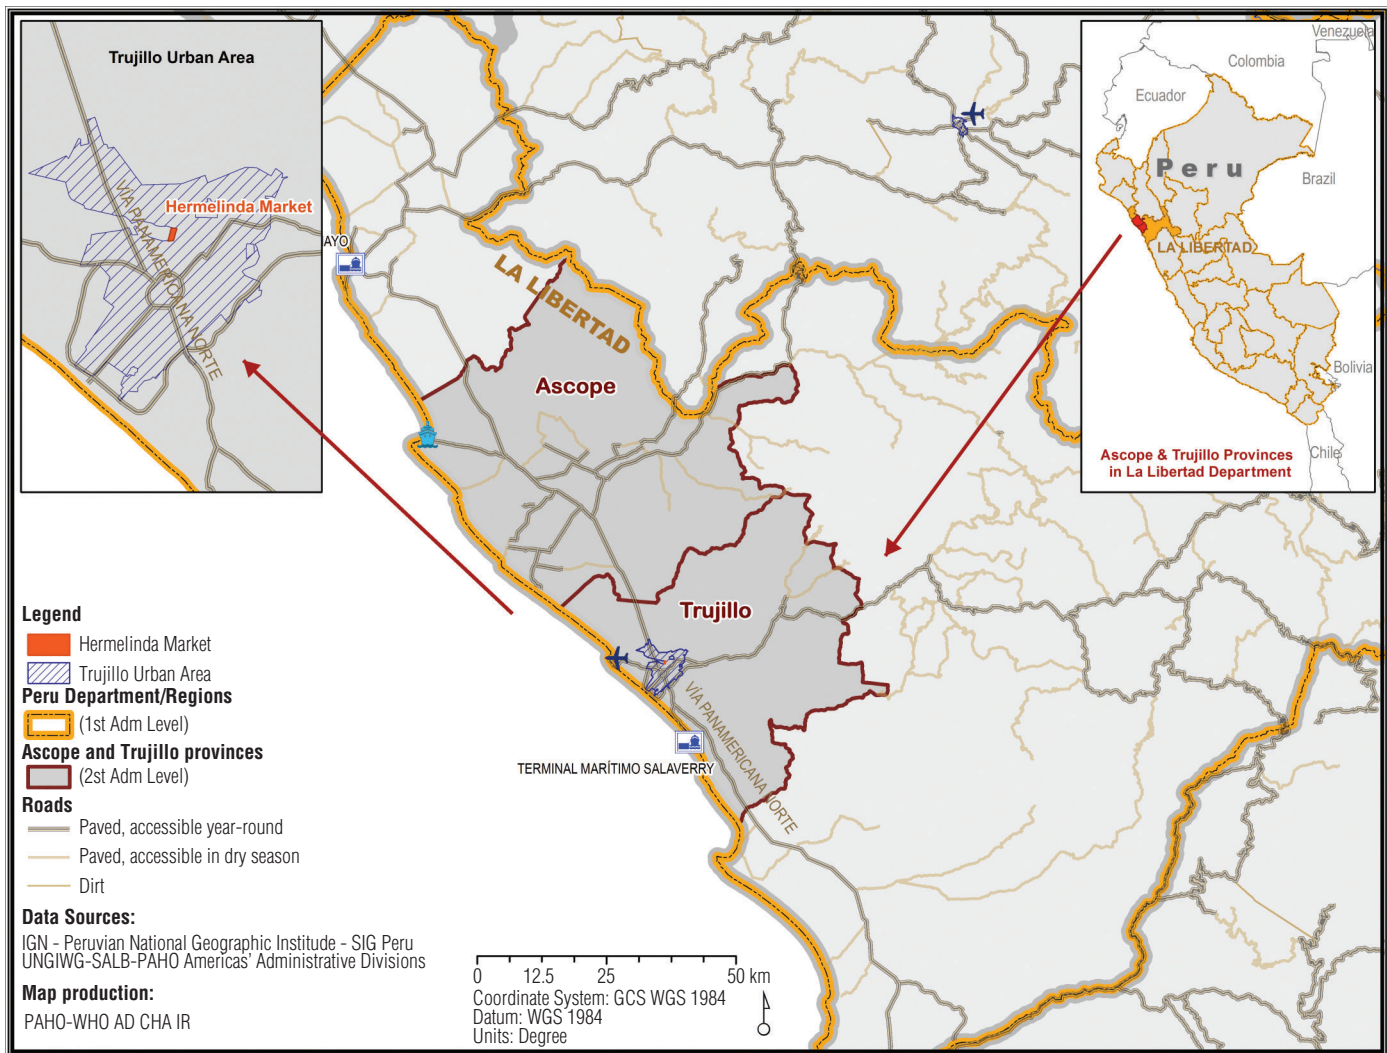 Trujillo Urban Area
VÍA PANAMERICANA NORTE
Hermelinda Market
AYO
LA LIBERTAD
Ascope
Trujillo
VÍA PANAMERICANA NORTE
TERMINAL MARÍTIMO SALAVERRY
Venezuela
Colombia
Ecuador
Peru
Brazil
LA LIBERTAD
Bolivia
Chile
Ascope & Trujillo Provinces
in La Libertad Department
Legend
Hermelinda Market
Trujillo Urban Area
Peru Department/Regions
(1st Adm Level)
Ascope and Trujillo provinces
(2st Adm Level)
Roads
Paved, accessible year-round
Paved, accessible in dry season
Dirt
Data Sources:
IGN - Peruvian National Geographic Institude - SIG Peru
UNGIWG-SALB-PAHO Americas' Administrative Divisions
Map production:
PAHO-WHO AD CHA IR
0 12.5 25 50 km
Coordinate System: GCS WGS 1984
Datum: WGS 1984
Units: Degree